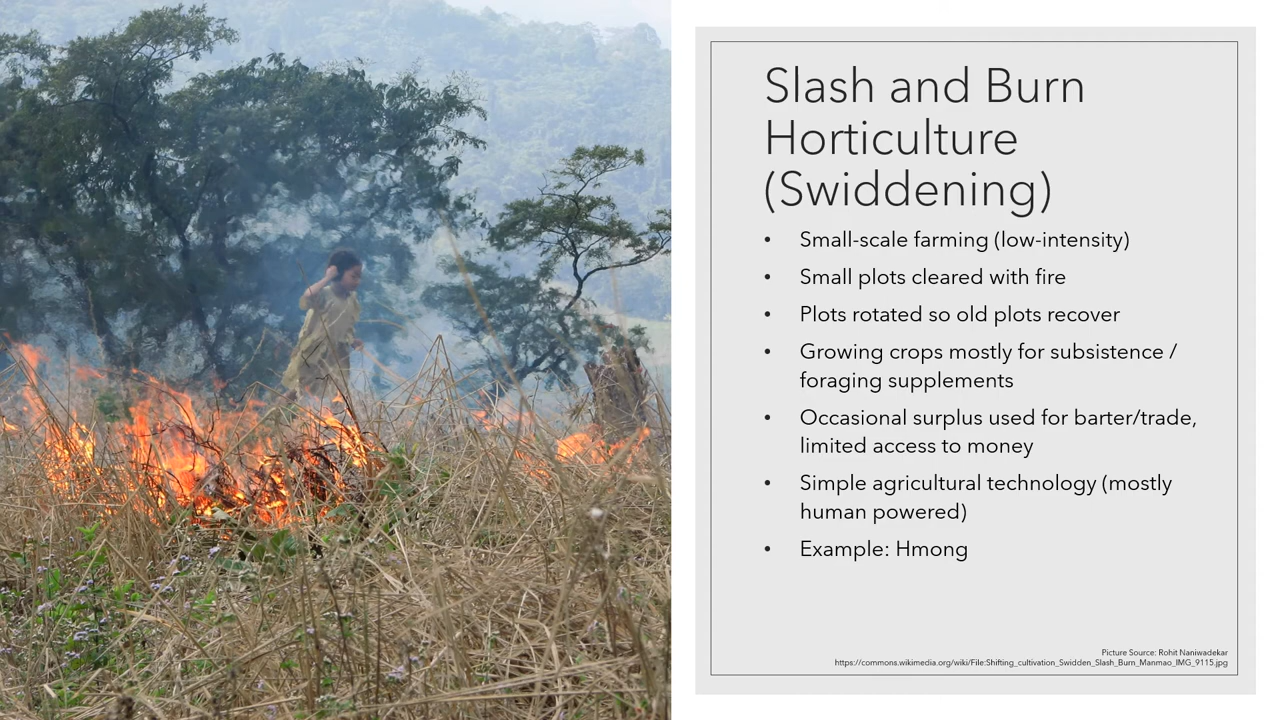 Slash and Burn
Horticulture
(Swiddening)
• Small-scale farming (low-intensity)
• Small plots cleared with fire
• Plots rotated so old plots recover
• Growing crops mostly for subsistence /
foraging supplements
• Occasional surplus used for barter/trade,
limited access to money
• Simple agricultural technology (mostly
human powered)
• Example: Hmong
Picture Source: Rohit Naniwadekar
https://commons.wikimedia.org/wiki/File:Shifting_cultivation_Swidden_Slash_Burn_Manmao_IMG_9115.jpg